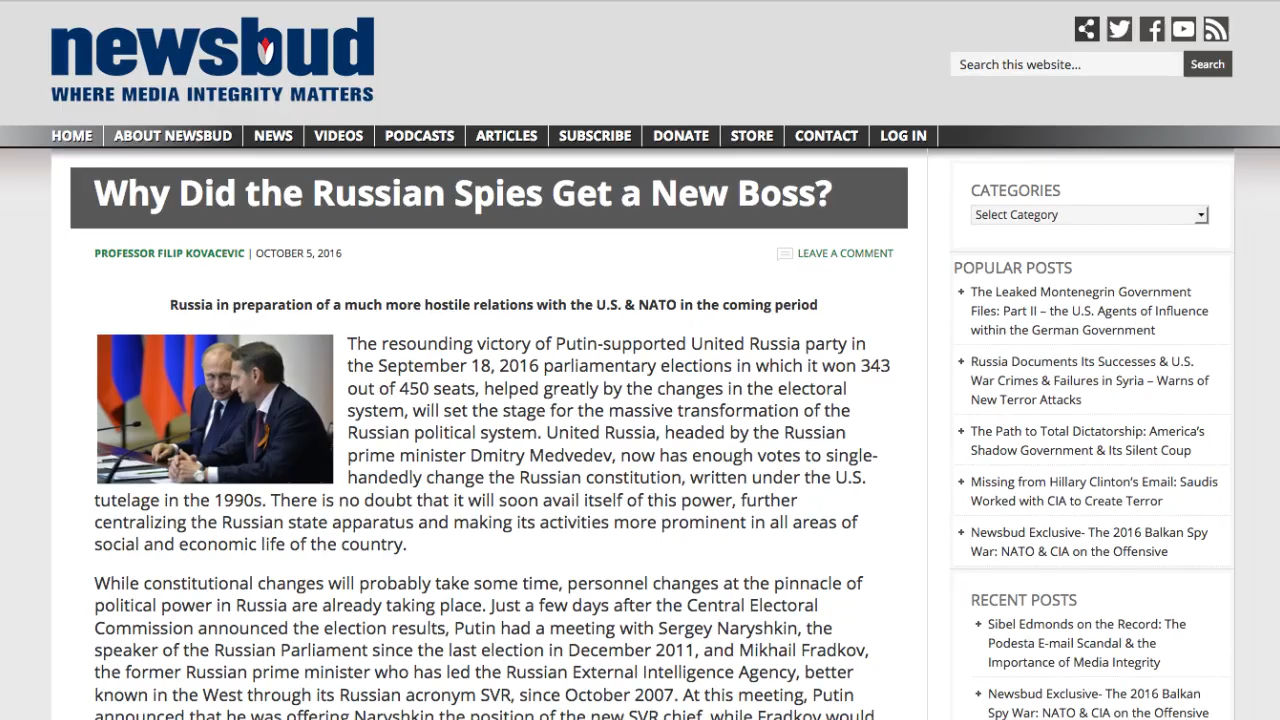 newsbud
WHERE MEDIA INTEGRITY MATTERS
Search this website...
Search
HOME
ABOUT NEWSBUD
NEWS
VIDEOS
PODCASTS
ARTICLES
SUBSCRIBE
DONATE
STORE
CONTACT
LOG IN
Why Did the Russian Spies Get a New Boss?
PROFESSOR FILIP KOVACEVIC | OCTOBER 5, 2016
LEAVE A COMMENT
Russia in preparation of a much more hostile relations with the U.S. & NATO in the coming period
The resounding victory of Putin-supported United Russia party in
the September 18, 2016 parliamentary elections in which it won 343
out of 450 seats, helped greatly by the changes in the electoral
system, will set the stage for the massive transformation of the
Russian political system. United Russia, headed by the Russian
prime minister Dmitry Medvedev, now has enough votes to single-
handedly change the Russian constitution, written under the U.S.
tutelage in the 1990s. There is no doubt that it will soon avail itself of this power, further
centralizing the Russian state apparatus and making its activities more prominent in all areas of
social and economic life of the country.
While constitutional changes will probably take some time, personnel changes at the pinnacle of
political power in Russia are already taking place. Just a few days after the Central Electoral
Commission announced the election results, Putin had a meeting with Sergey Naryshkin, the
speaker of the Russian Parliament since the last election in December 2011, and Mikhail Fradkov,
the former Russian prime minister who has led the Russian External Intelligence Agency, better
known in the West through its Russian acronym SVR, since October 2007. At this meeting, Putin
announced that he was offering Naryshkin the position of the new SVR chief, while Fradkov would
CATEGORIES
Select Category
POPULAR POSTS
The Leaked Montenegrin Government
Files: Part II – the U.S. Agents of Influence
within the German Government
Russia Documents Its Successes & U.S.
War Crimes & Failures in Syria – Warns of
New Terror Attacks
The Path to Total Dictatorship: America's
Shadow Government & Its Silent Coup
Missing from Hillary Clinton's Email: Saudis
Worked with CIA to Create Terror
Newsbud Exclusive- The 2016 Balkan Spy
War: NATO & CIA on the Offensive
RECENT POSTS
Sibel Edmonds on the Record: The
Podesta E-mail Scandal & the
Importance of Media Integrity
Newsbud Exclusive- The 2016 Balkan
Spy War: NATO & CIA on the Offensive